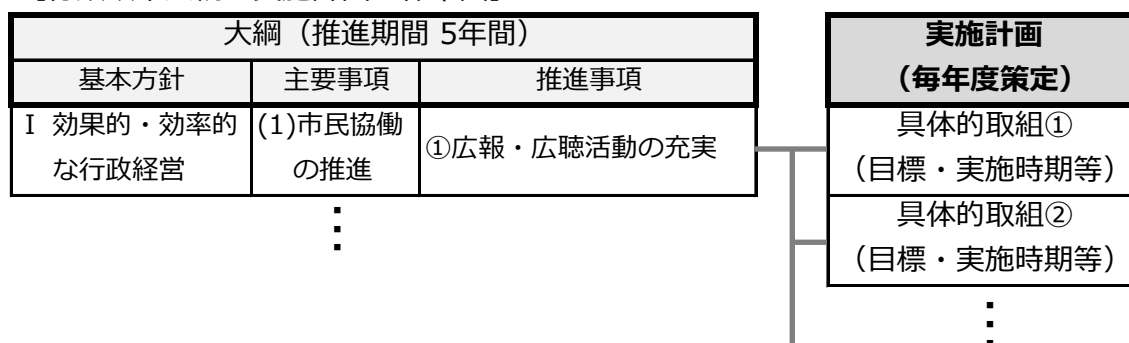 大綱（推進期間 5年間）
基本方針
主要事項
推進事項
Ⅰ 効果的・効率的
な行政経営
(1)市民協働
の推進
①広報・広聴活動の充実
実施計画
（毎年度策定）
具体的取組①
（目標・実施時期等）
具体的取組②
（目標・実施時期等）